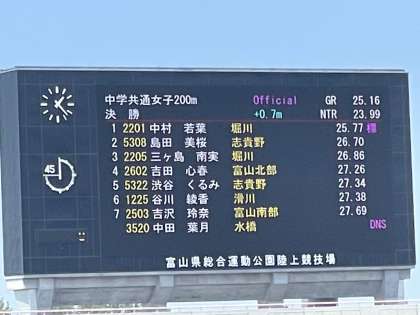 中学共通女子200m Official GR 25.16
決 勝 +0.7m NTR 23.99
1 2201 中村 若葉 堀川 25.77 標
2 5308 島田 美桜 志貴野 26.70
3 2205 三ヶ島 南実 堀川 26.86
4 2602 吉田 心春 富山北部 27.26
5 5322 渋谷 くるみ 志貴野 27.34
6 1225 谷川 綾香 滑川 27.38
7 2503 吉沢 玲奈 富山南部 27.69
3520 中田 葉月 水橋 DNS
45
富山県総合運動公園陸上競技場